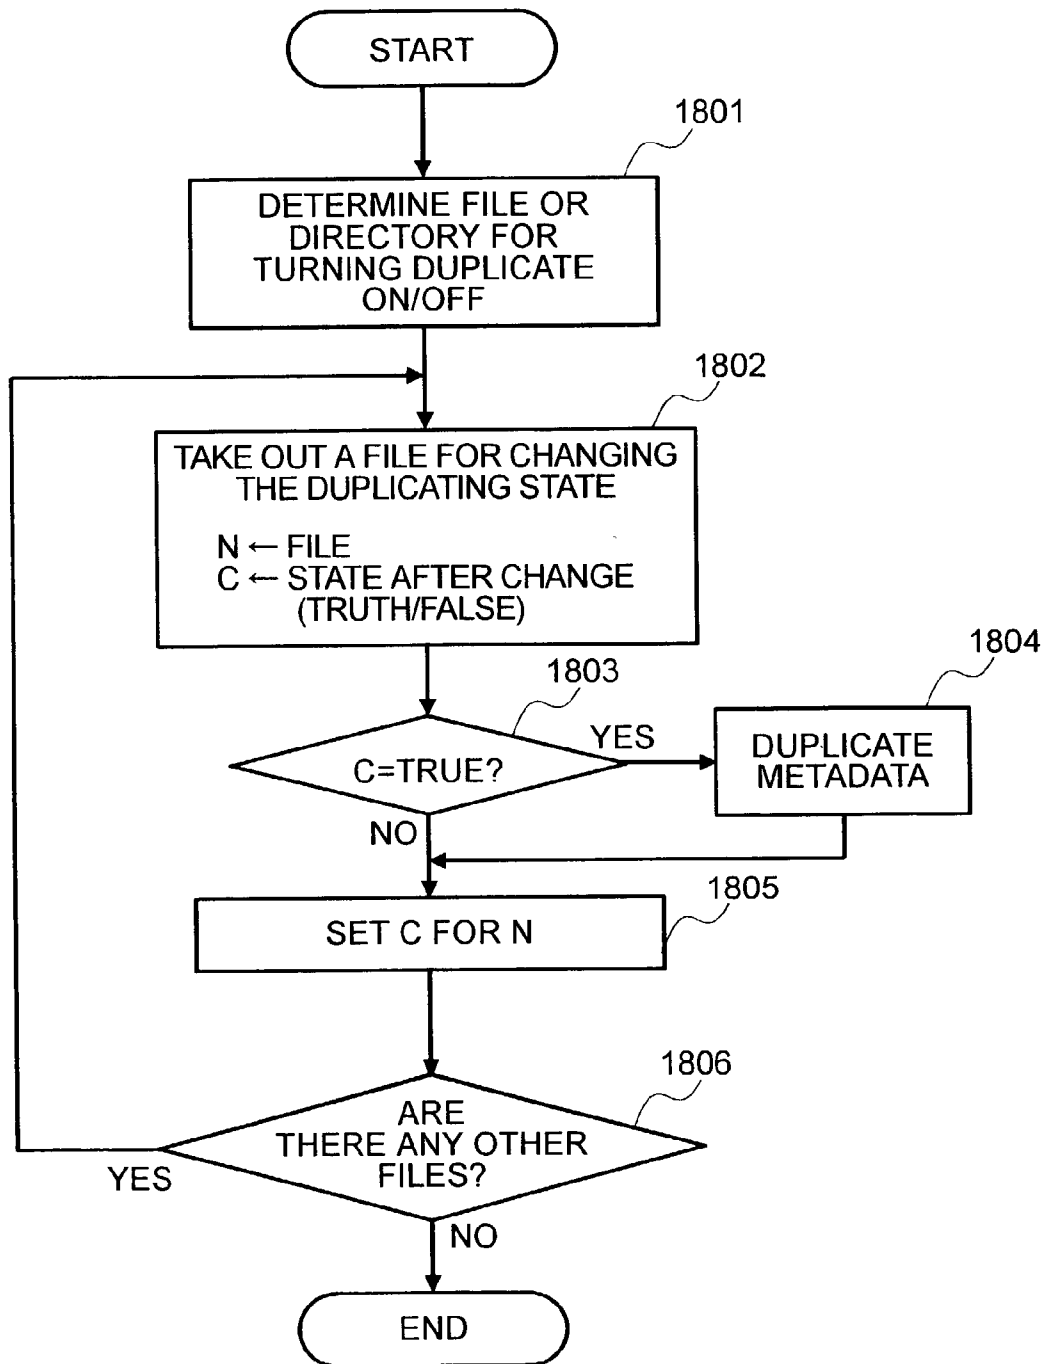 START
1801
DETERMINE FILE OR
DIRECTORY FOR
TURNING DUPLICATE
ON/OFF
1802
TAKE OUT A FILE FOR CHANGING
THE DUPLICATING STATE
N ← FILE
C ← STATE AFTER CHANGE
(TRUTH/FALSE)
1803
C=TRUE?
YES
1804
DUPLICATE
METADATA
NO
1805
SET C FOR N
1806
ARE
THERE ANY OTHER
FILES?
YES
NO
END